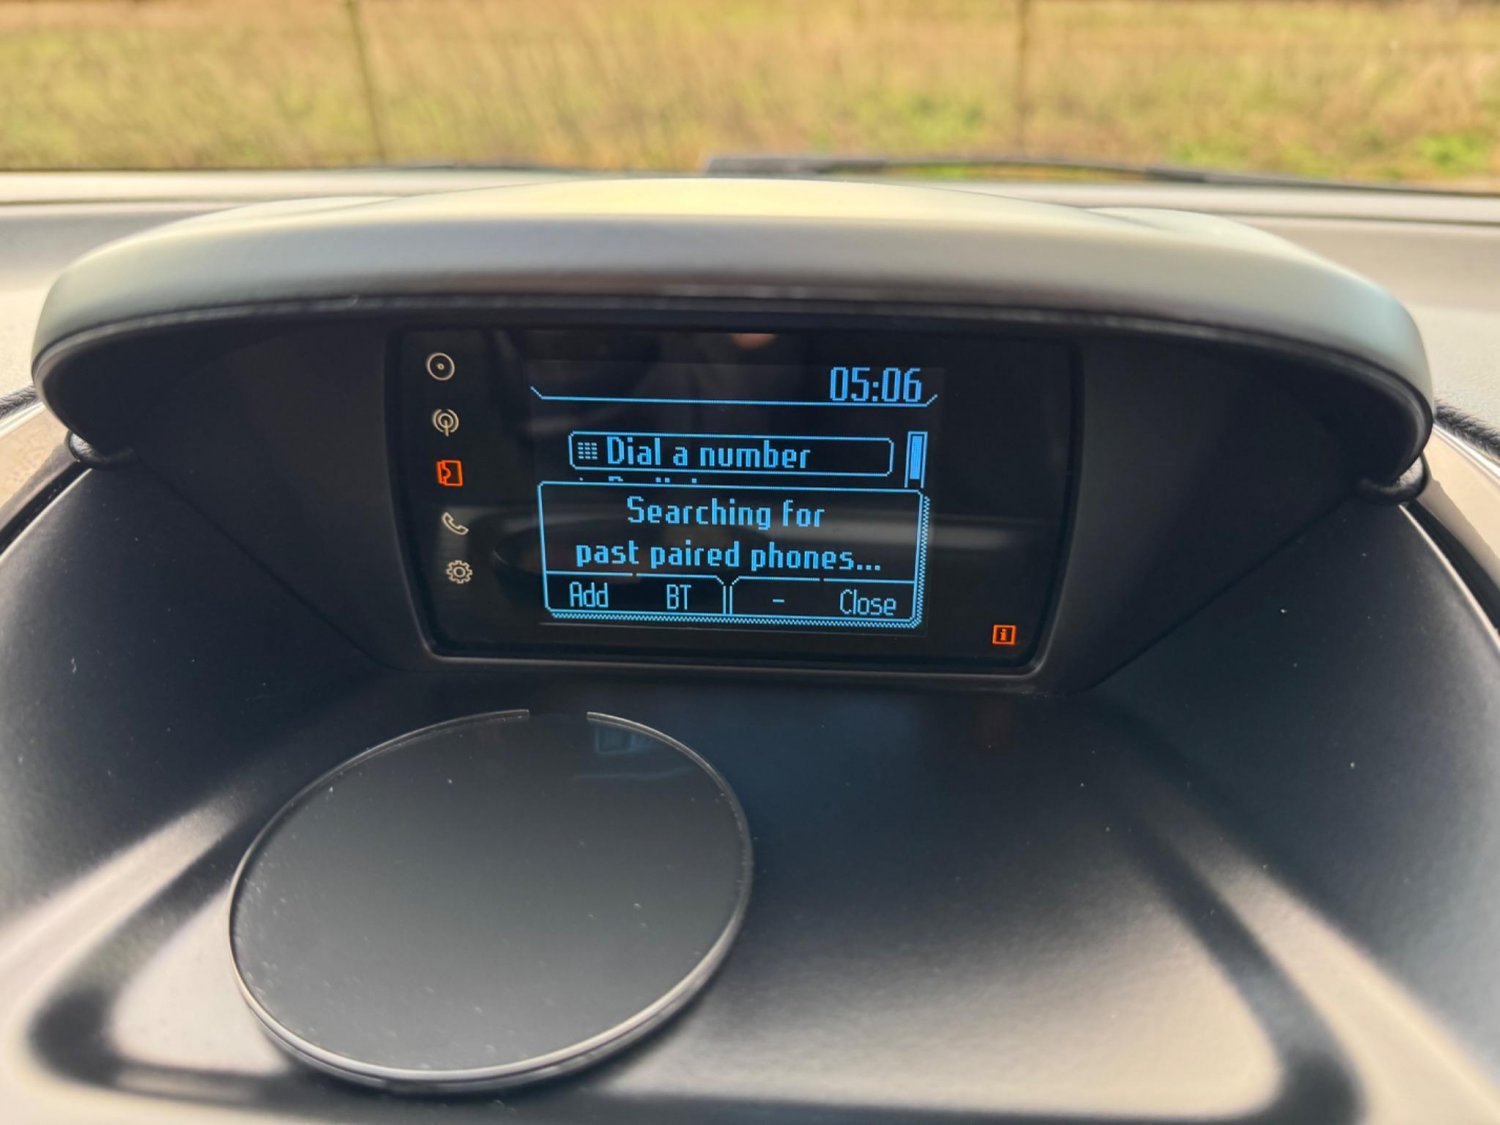 05:06
Dial a number
Searching for
past paired phones...
Add BT - Close
i